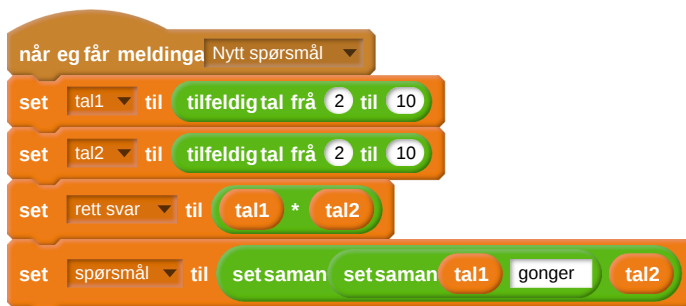 når eg får meldinga Nytt spørsmål
set tal1 til tilfeldig tal frå 2 til 10
set tal2 til tilfeldig tal frå 2 til 10
set rett svar til tal1 * tal2
set spørsmål til set saman set saman tal1 gonger tal2